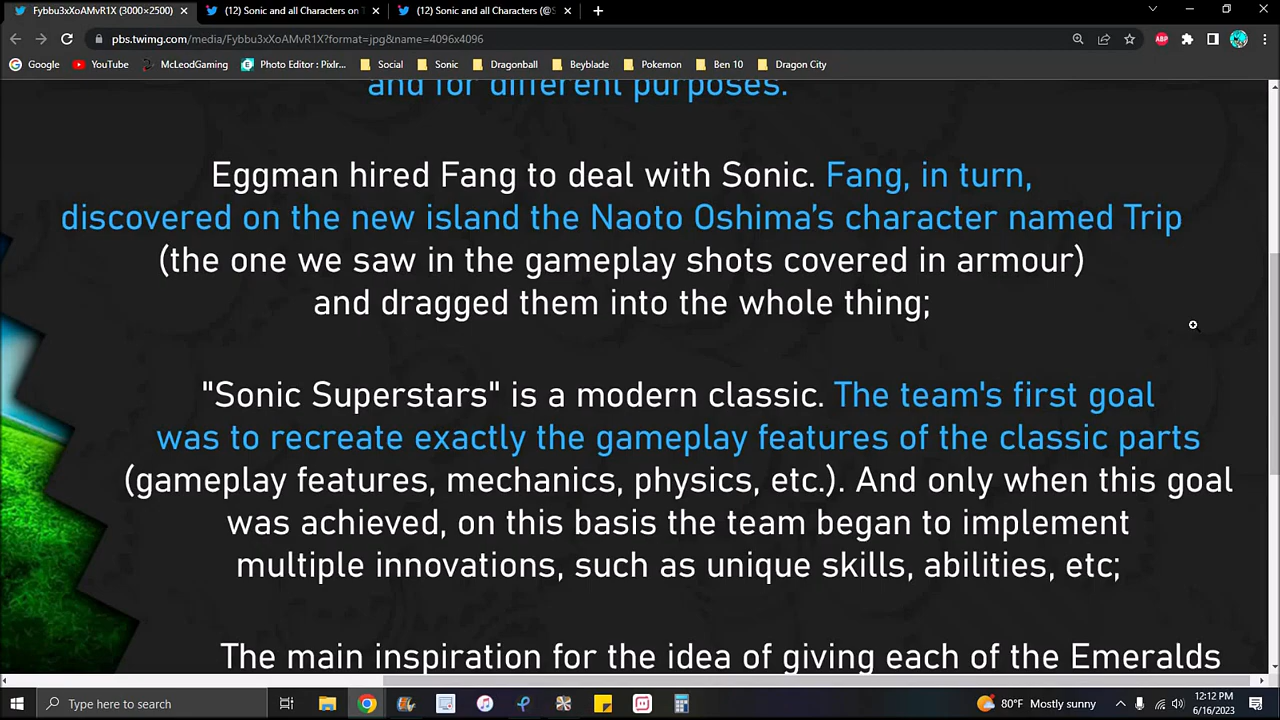 Fybbu3xXoAMvR1X (3000×2500)
(12) Sonic and all Characters on T
(12) Sonic and all Characters (@S
pbs.twimg.com/media/Fybbu3xXoAMvR1X?format=jpg&name=4096x4096
ABP
Google YouTube McLeodGaming Photo Editor : Pixlr... Social Sonic Dragonball Beyblade Pokemon Ben 10 Dragon City
and for different purposes.
Eggman hired Fang to deal with Sonic. Fang, in turn,
discovered on the new island the Naoto Oshima's character named Trip
(the one we saw in the gameplay shots covered in armour)
and dragged them into the whole thing;
"Sonic Superstars" is a modern classic. The team's first goal
was to recreate exactly the gameplay features of the classic parts
(gameplay features, mechanics, physics, etc.). And only when this goal
was achieved, on this basis the team began to implement
multiple innovations, such as unique skills, abilities, etc;
The main inspiration for the idea of giving each of the Emeralds
Type here to search
80°F Mostly sunny
12:12 PM
6/16/2023